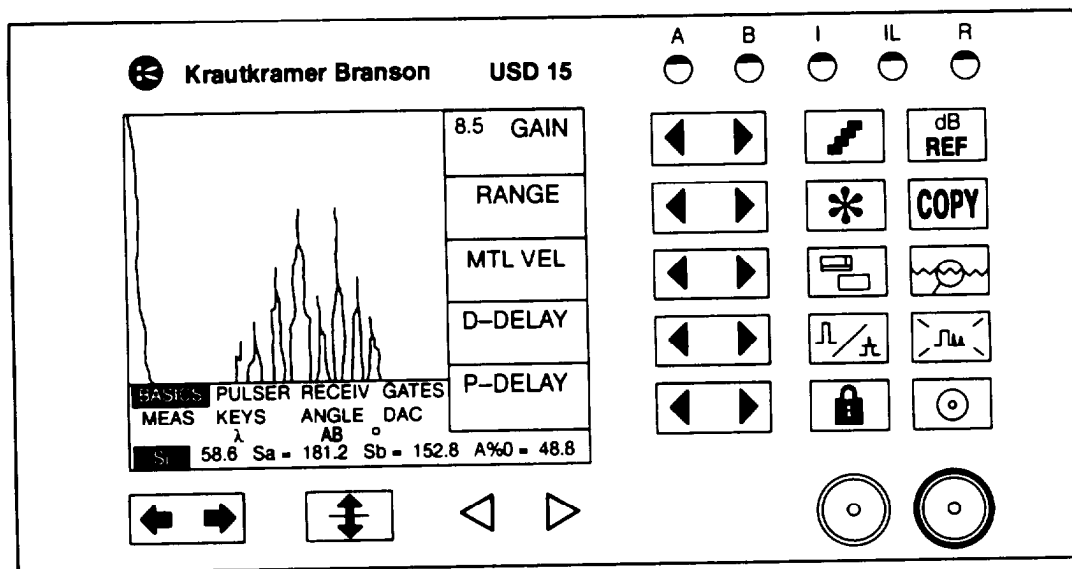 A B I IL R
Krautkramer Branson USD 15
8.5 GAIN
RANGE
MTL VEL
D–DELAY
P–DELAY
dB
REF
COPY
BASICS PULSER RECEIV GATES
MEAS KEYS ANGLE DAC
λ AB °
58.6 Sa = 181.2 Sb = 152.8 A%0 = 48.8